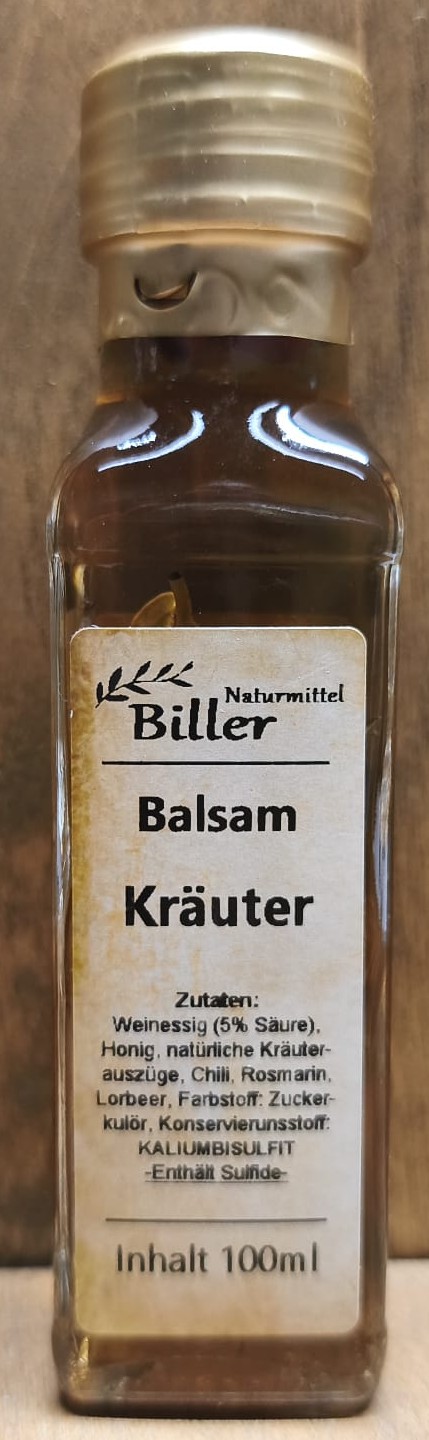 Naturmittel
Biller
Balsam
Kräuter
Zutaten:
Weinessig (5% Säure),
Honig, natürliche Kräuter-
auszüge, Chili, Rosmarin,
Lorbeer, Farbstoff: Zucker-
kulör, Konservierunsstoff:
KALIUMBISULFIT
-Enthält Sulfide-
Inhalt 100ml